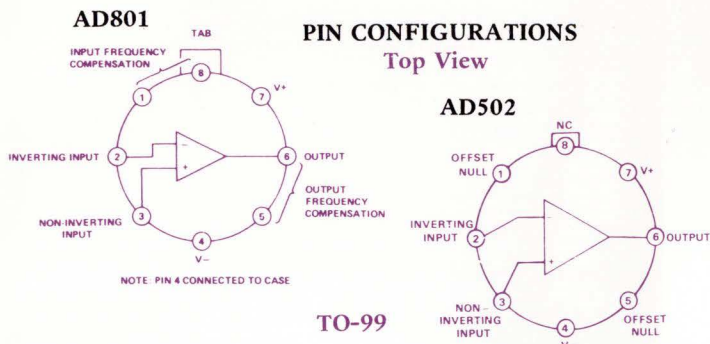 AD801
TAB
PIN CONFIGURATIONS
Top View
INPUT FREQUENCY
COMPENSATION
8
1
7
V+
INVERTING INPUT
2
−
+
6
OUTPUT
NON-INVERTING
INPUT
3
5
OUTPUT
FREQUENCY
COMPENSATION
4
V−
NOTE: PIN 4 CONNECTED TO CASE
AD502
NC
8
OFFSET
NULL
1
7
V+
INVERTING
INPUT
2
−
+
6
OUTPUT
NON-
INVERTING
INPUT
3
5
OFFSET
NULL
4
TO-99